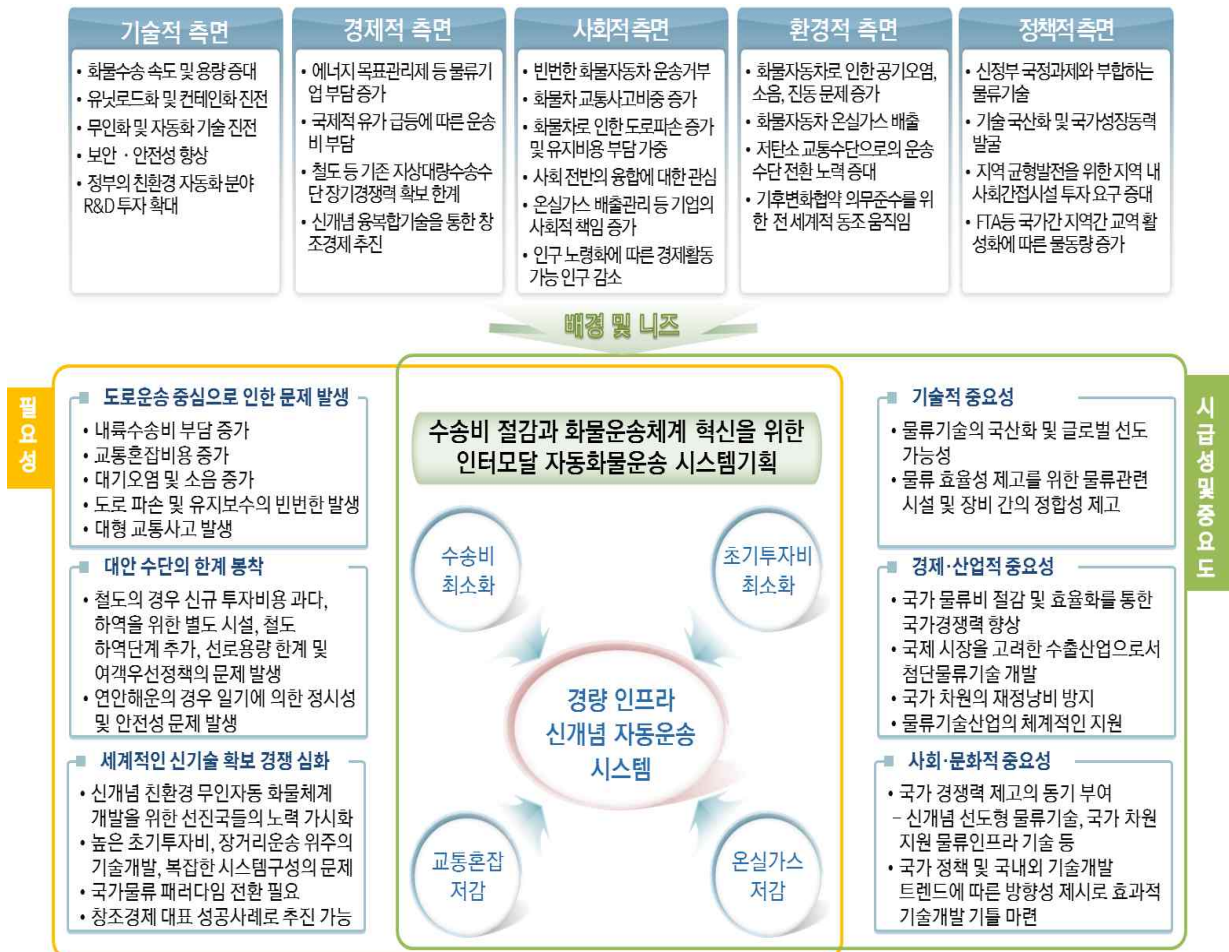 기술적 측면
• 화물수송 속도 및 용량 증대
• 유닛로드화 및 컨테인화 진전
• 무인화 및 자동화 기술 진전
• 보안 · 안전성 향상
• 정부의 친환경 자동화 분야
R&D 투자 확대
경제적 측면
• 에너지 목표관리제 등 물류기
업 부담 증가
• 국제적 유가 급등에 따른 운송
비 부담
• 철도 등 기존 지상대량수송수
단 장기경쟁력 확보 한계
• 신개념 융복합기술을 통한 창
조경제 추진
사회적 측면
• 빈번한 화물자동차 운송거부
• 화물차 교통사고비중 증가
• 화물차로 인한 도로파손 증가
및 유지비용 부담 가중
• 사회 전반의 융합에 대한 관심
• 온실가스 배출관리 등 기업의
사회적 책임 증가
• 인구 노령화에 따른 경제활동
가능 인구 감소
환경적 측면
• 화물자동차로 인한 공기오염,
소음, 진동 문제 증가
• 화물자동차 온실가스 배출
• 저탄소 교통수단으로의 운송
수단 전환 노력 증대
• 기후변화협약 의무준수를 위
한 전 세계적 동조 움직임
정책적 측면
• 신정부 국정과제와 부합하는
물류기술
• 기술 국산화 및 국가성장동력
발굴
• 지역 균형발전을 위한 지역 내
사회간접시설 투자 요구 증대
• FTA등 국가간 지역간 교역 활
성화에 따른 물동량 증가
배경 및 니즈
필요성
도로운송 중심으로 인한 문제 발생
• 내륙수송비 부담 증가
• 교통혼잡비용 증가
• 대기오염 및 소음 증가
• 도로 파손 및 유지보수의 빈번한 발생
• 대형 교통사고 발생
대안 수단의 한계 봉착
• 철도의 경우 신규 투자비용 과다,
하역을 위한 별도 시설, 철도
하역단계 추가, 선로용량 한계 및
여객우선정책의 문제 발생
• 연안해운의 경우 일기에 의한 정시성
및 안전성 문제 발생
세계적인 신기술 확보 경쟁 심화
• 신개념 친환경 무인자동 화물체계
개발을 위한 선진국들의 노력 가시화
• 높은 초기투자비, 장거리운송 위주의
기술개발, 복잡한 시스템구성의 문제
• 국가물류 패러다임 전환 필요
• 창조경제 대표 성공사례로 추진 가능
수송비 절감과 화물운송체계 혁신을 위한
인터모달 자동화물운송 시스템기획
수송비
최소화
초기투자비
최소화
경량 인프라
신개념 자동운송
시스템
교통혼잡
저감
온실가스
저감
시급성및중요도
기술적 중요성
• 물류기술의 국산화 및 글로벌 선도
가능성
• 물류 효율성 제고를 위한 물류관련
시설 및 장비 간의 정합성 제고
경제·산업적 중요성
• 국가 물류비 절감 및 효율화를 통한
국가경쟁력 향상
• 국제 시장을 고려한 수출산업으로서
첨단물류기술 개발
• 국가 차원의 재정낭비 방지
• 물류기술산업의 체계적인 지원
사회·문화적 중요성
• 국가 경쟁력 제고의 동기 부여
– 신개념 선도형 물류기술, 국가 차원
지원 물류인프라 기술 등
• 국가 정책 및 국내외 기술개발
트렌드에 따른 방향성 제시로 효과적
기술개발 기틀 마련